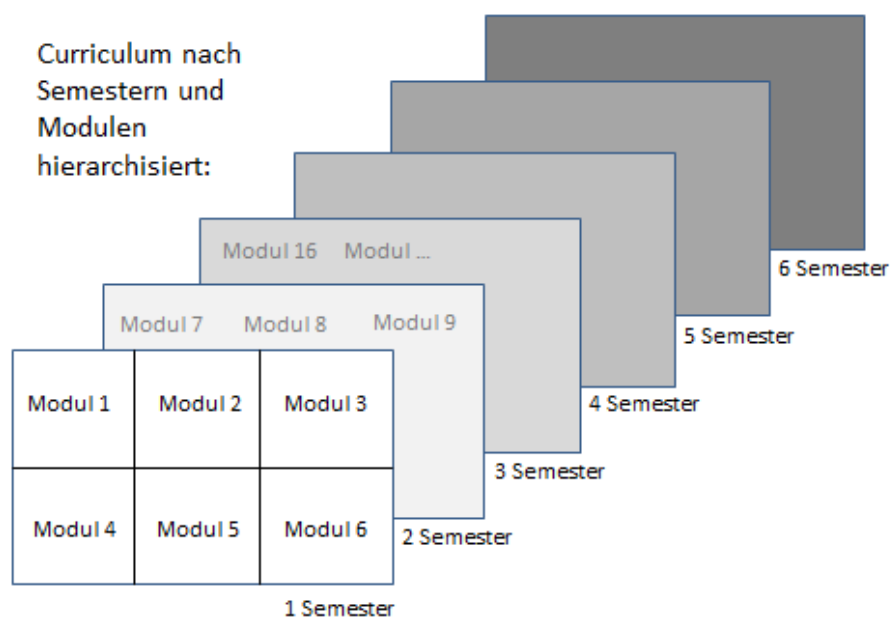 Curriculum nach
Semestern und
Modulen
hierarchisiert:
Modul 16 Modul ...
6 Semester
Modul 7 Modul 8 Modul 9
5 Semester
Modul 1 Modul 2 Modul 3
4 Semester
3 Semester
Modul 4 Modul 5 Modul 6
2 Semester
1 Semester